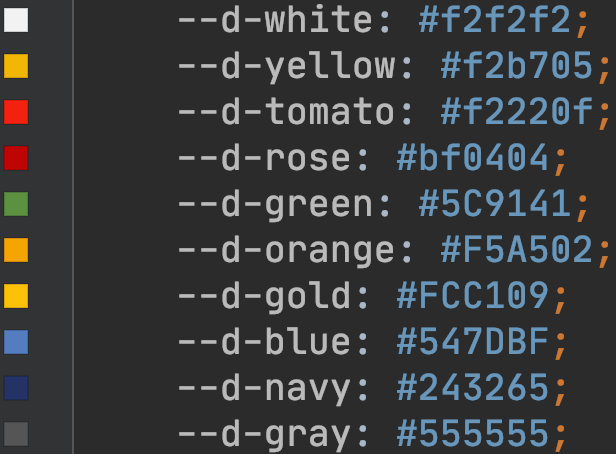 --d-white: #f2f2f2;
--d-yellow: #f2b705;
--d-tomato: #f2220f;
--d-rose: #bf0404;
--d-green: #5C9141;
--d-orange: #F5A502;
--d-gold: #FCC109;
--d-blue: #547DBF;
--d-navy: #243265;
--d-gray: #555555;